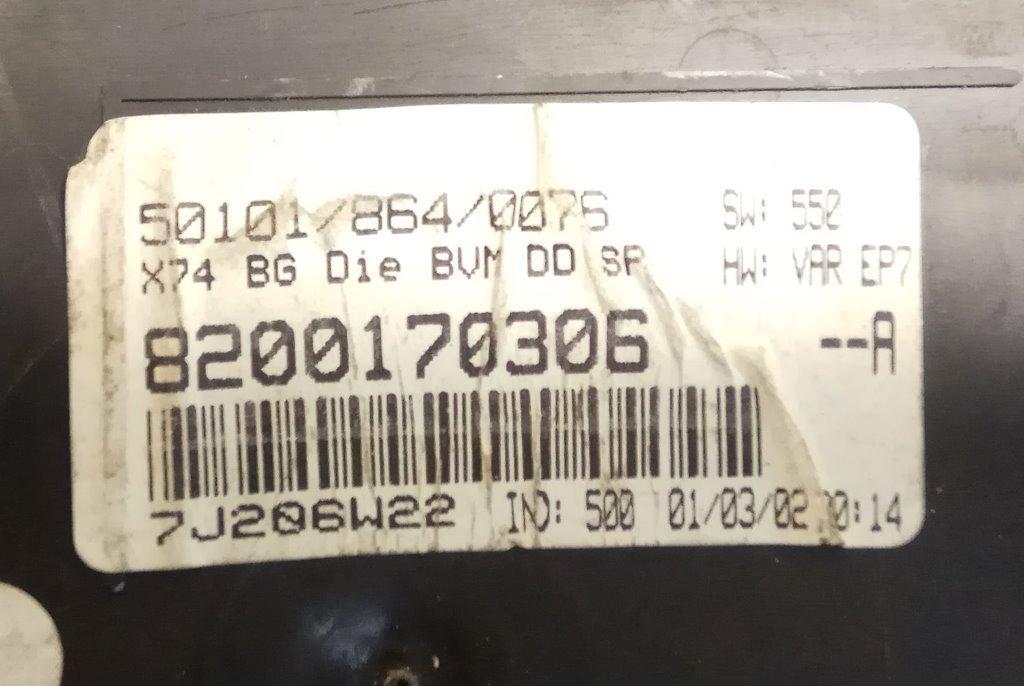 50101/864/0076 SW: 550
X74 BG Die BVM DD SP HW: VAR EP7
8200170306 --A
7J206W22 IND: 500 01/03/02